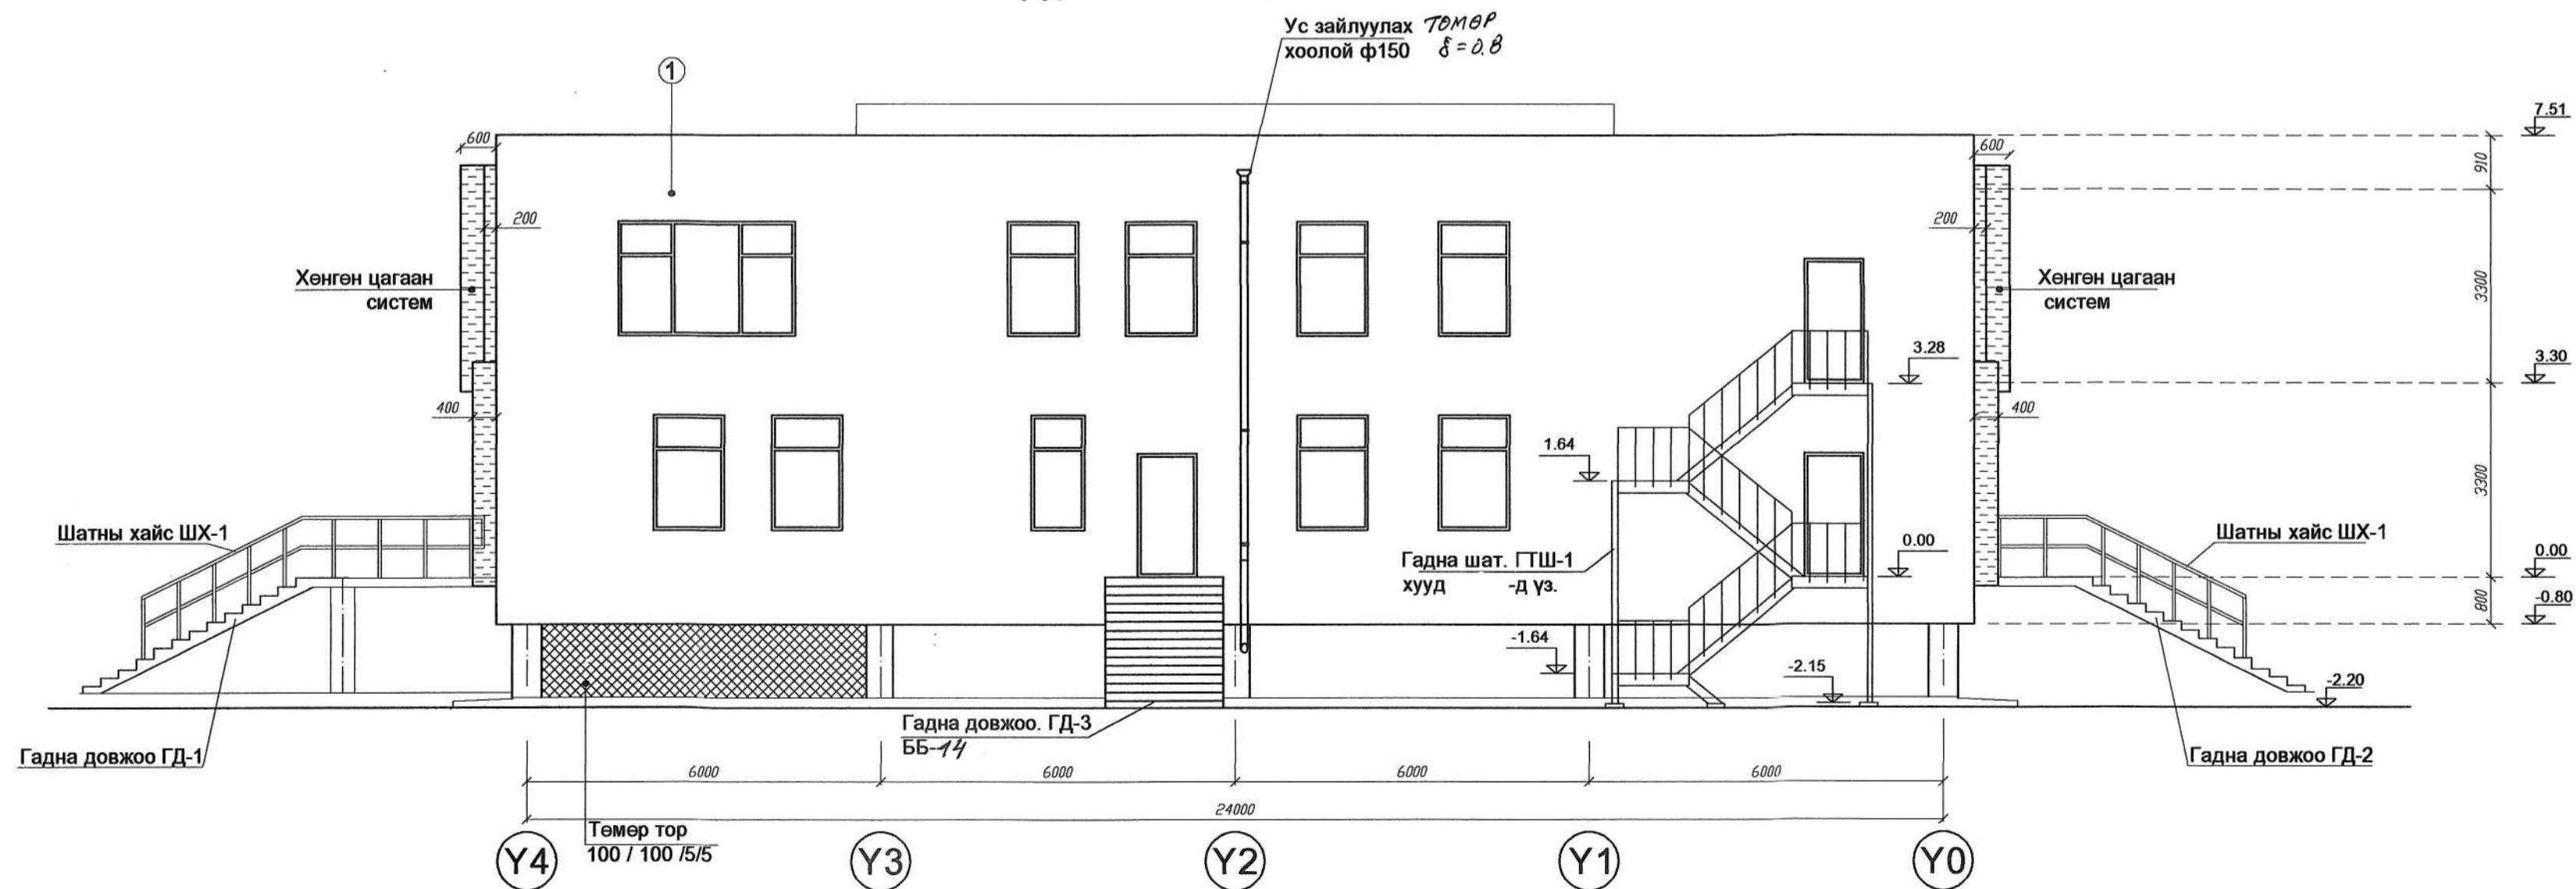 Ус зайлуулах ТӨМӨР
хоолой ф150 δ=0.8
1
7.51
600
600
910
200
200
Хөнгөн цагаан
систем
Хөнгөн цагаан
систем
3300
3.28
3.30
400
400
1.64
3300
Шатны хайс ШХ-1
Шатны хайс ШХ-1
Гадна шат. ГТШ-1
хууд -д үз.
0.00
0.00
800
-0.80
-1.64
-2.15
-2.20
Гадна довжоо. ГД-3
ББ-14
Гадна довжоо ГД-1
Гадна довжоо ГД-2
6000
6000
6000
6000
24000
Төмөр тор
100 / 100 /5/5
Y4
Y3
Y2
Y1
Y0